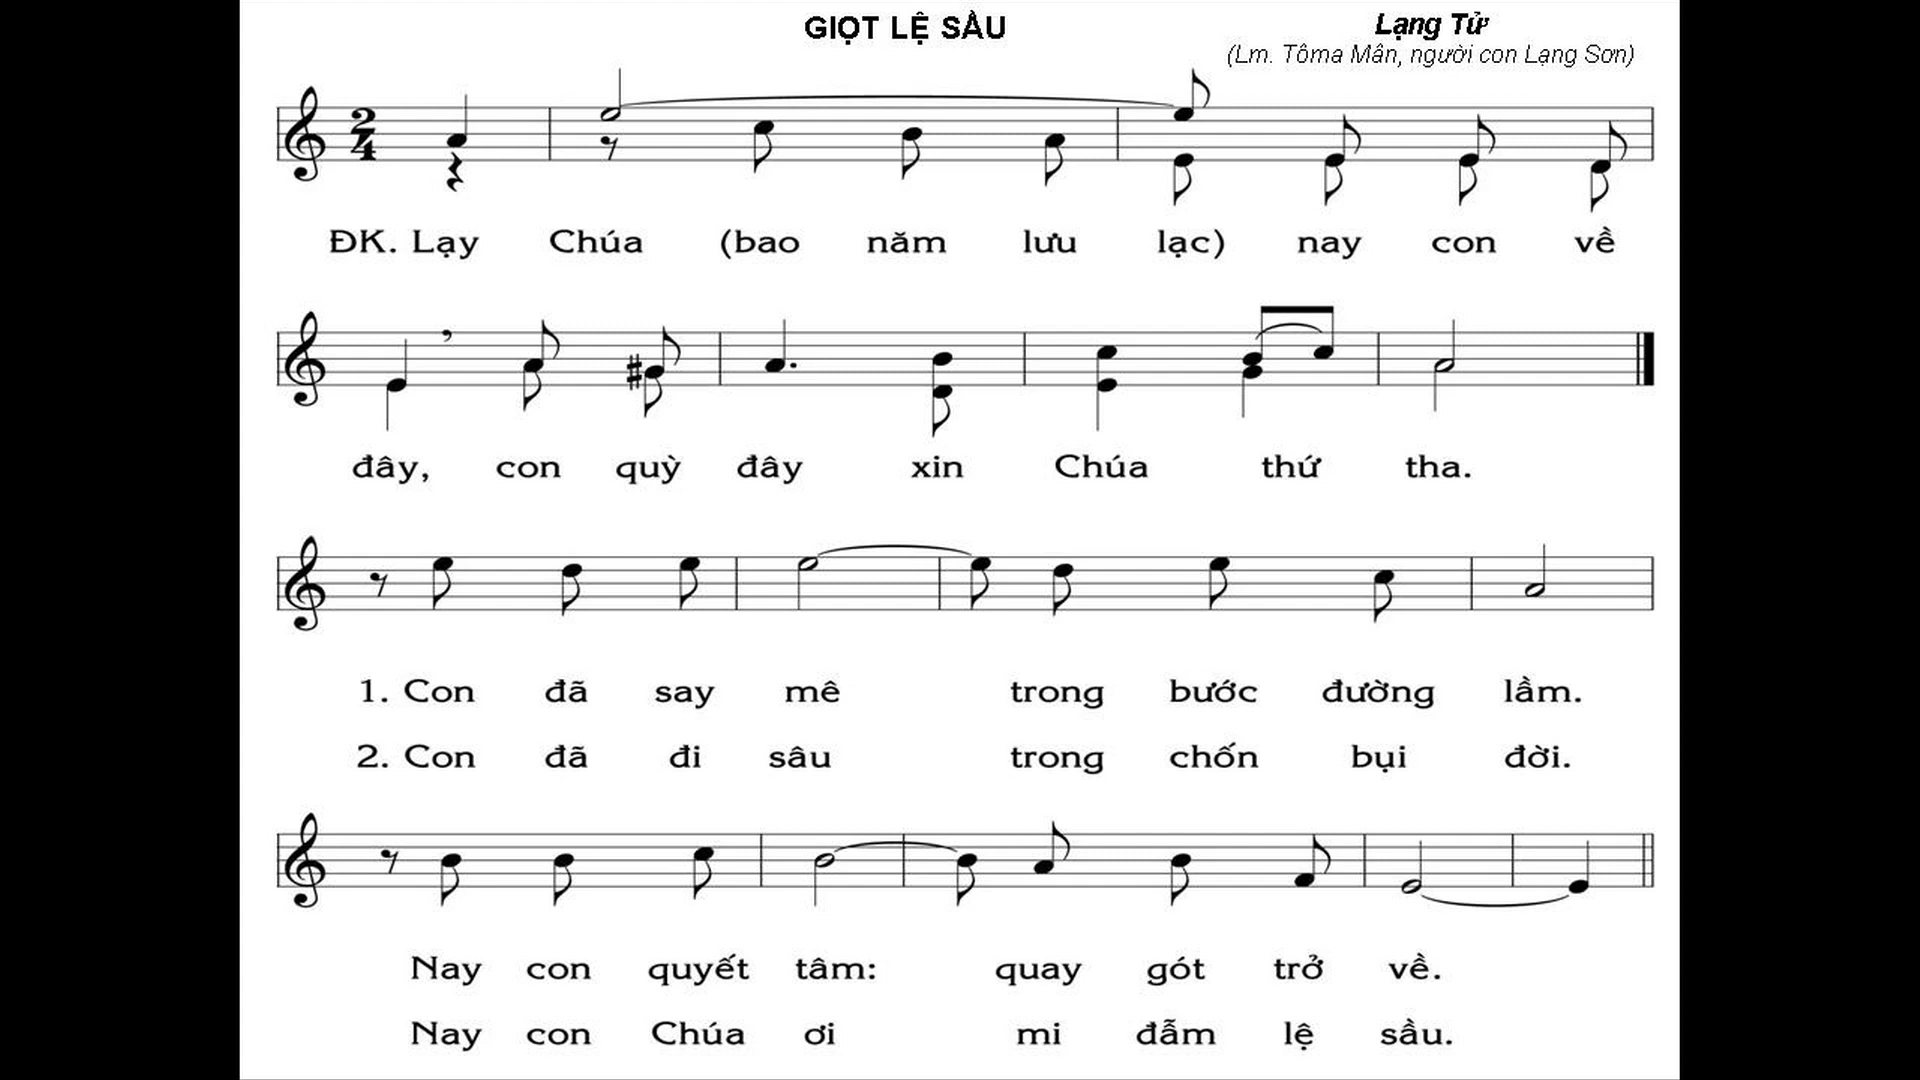 GIỌT LỆ SẦU
Lạng Tử
(Lm. Tôma Mân, người con Lạng Sơn)
2
4
ĐK. Lạy Chúa (bao năm lưu lạc) nay con về
đây, con quỳ đây xin Chúa thứ tha.
1. Con đã say mê trong bước đường lầm.
2. Con đã đi sâu trong chốn bụi đời.
Nay con quyết tâm: quay gót trở về.
Nay con Chúa ơi mi đẫm lệ sầu.